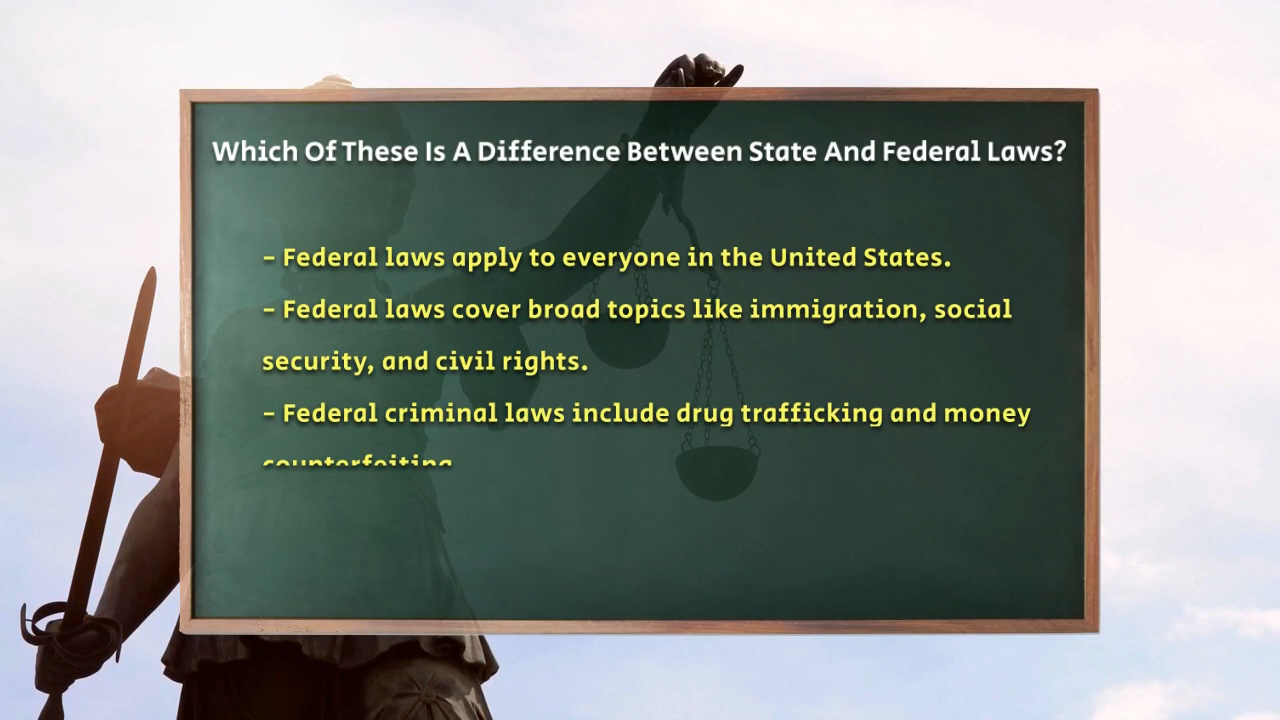 Which Of These Is A Difference Between State And Federal Laws?
- Federal laws apply to everyone in the United States.
- Federal laws cover broad topics like immigration, social
security, and civil rights.
- Federal criminal laws include drug trafficking and money
counterfeiting